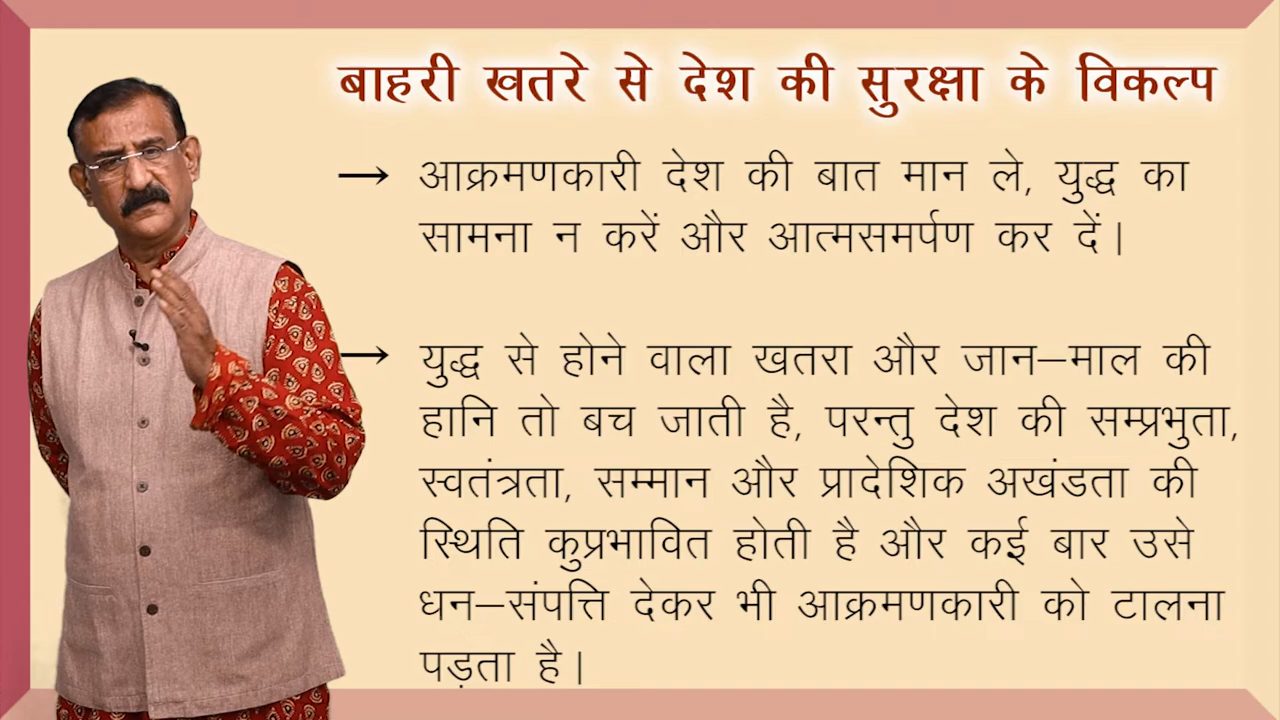 बाहरी खतरे से देश की सुरक्षा के विकल्प
→ आक्रमणकारी देश की बात मान ले, युद्ध का
सामना न करें और आत्मसमर्पण कर दें।
→ युद्ध से होने वाला खतरा और जान–माल की
हानि तो बच जाती है, परन्तु देश की सम्प्रभुता,
स्वतंत्रता, सम्मान और प्रादेशिक अखंडता की
स्थिति कुप्रभावित होती है और कई बार उसे
धन–संपत्ति देकर भी आक्रमणकारी को टालना
पड़ता है।